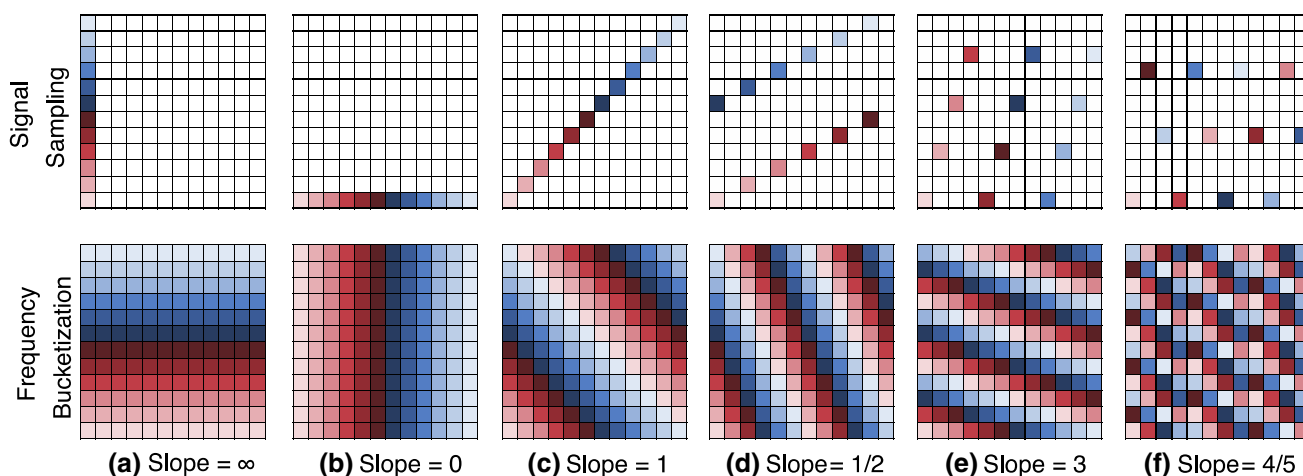 Signal
Sampling
Frequency
Bucketization
(a) Slope = ∞
(b) Slope = 0
(c) Slope = 1
(d) Slope= 1/2
(e) Slope = 3
(f) Slope= 4/5